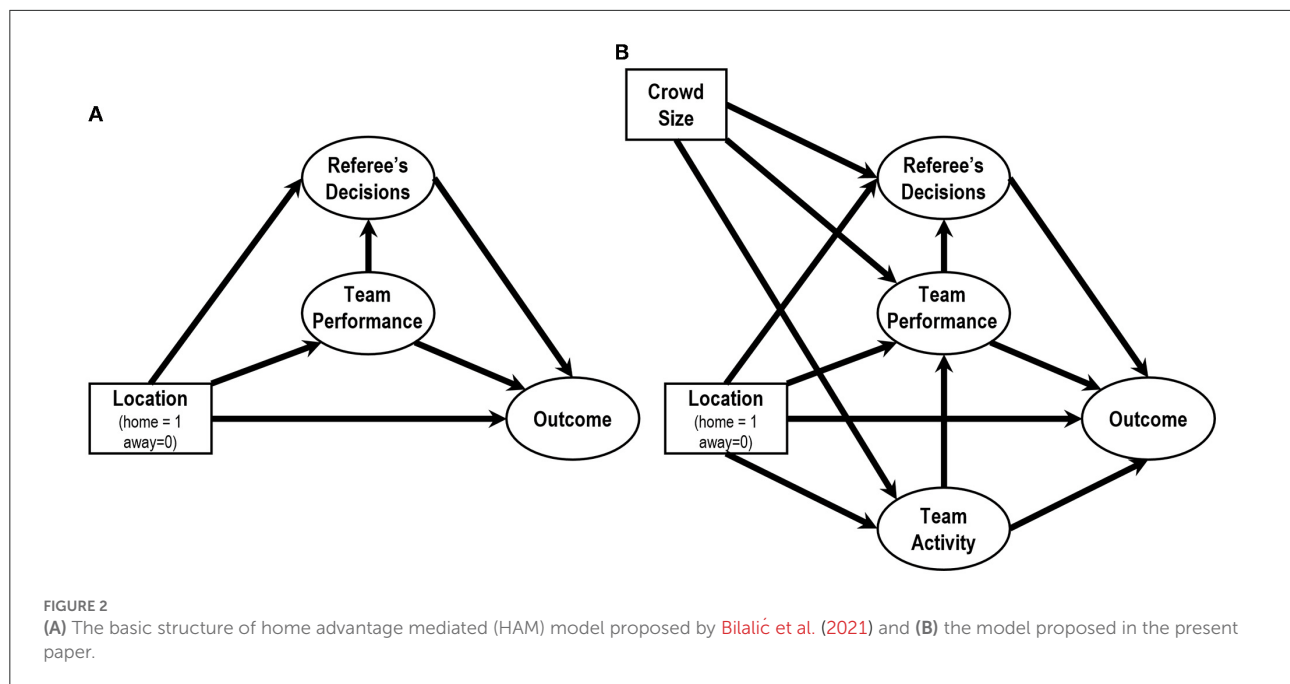 A
Referee's
Decisions
Team
Performance
Location
(home = 1
away=0)
Outcome
B
Crowd
Size
Referee's
Decisions
Team
Performance
Location
(home = 1
away=0)
Outcome
Team
Activity
FIGURE 2
(A) The basic structure of home advantage mediated (HAM) model proposed by Bilalić et al. (2021) and (B) the model proposed in the present
paper.